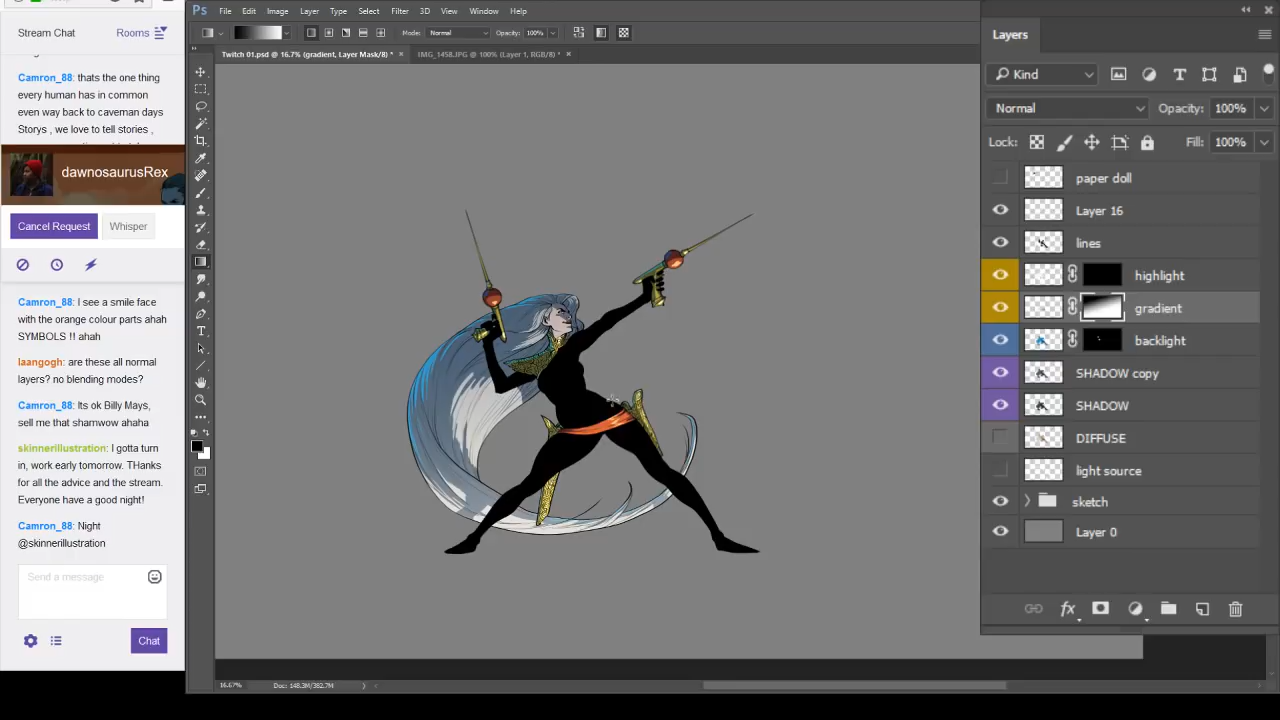 Stream Chat
Rooms
Camron_88: thats the one thing
every human has in common
even way back to caveman days
Storys , we love to tell stories ,
dawnosaurusRex
Cancel Request
Whisper
Camron_88: I see a smile face
with the orange colour parts ahah
SYMBOLS !! ahah
laangogh: are these all normal
layers? no blending modes?
Camron_88: Its ok Billy Mays,
sell me that shamwow ahaha
skinnerillustration: I gotta turn
in, work early tomorrow. THanks
for all the advice and the stream.
Everyone have a good night!
Camron_88: Night
@skinnerillustration
Send a message
Chat
Ps File Edit Image Layer Type Select Filter 3D View Window Help
Mode: Normal Opacity: 100%
Twitch 01.psd @ 16.7% (gradient, Layer Mask/8) *
IMG_1458.JPG @ 100% (Layer 1, RGB/8) *
16.67% Doc: 148.3M/382.7M
Layers
Kind
Normal Opacity: 100%
Lock: Fill: 100%
paper doll
Layer 16
lines
highlight
gradient
backlight
SHADOW copy
SHADOW
DIFFUSE
light source
sketch
Layer 0
fx